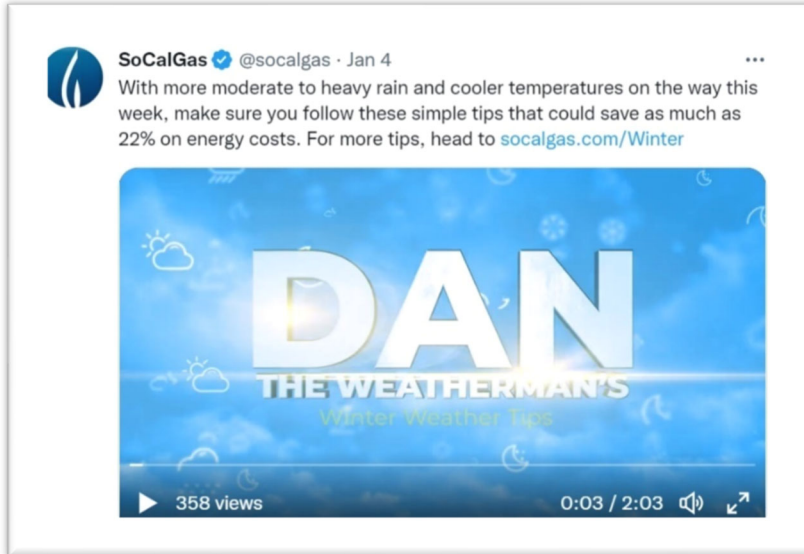 SoCalGas @socalgas · Jan 4
With more moderate to heavy rain and cooler temperatures on the way this
week, make sure you follow these simple tips that could save as much as
22% on energy costs. For more tips, head to socalgas.com/Winter
DAN
THE WEATHERMAN'S
Winter Weather Tips
358 views
0:03 / 2:03